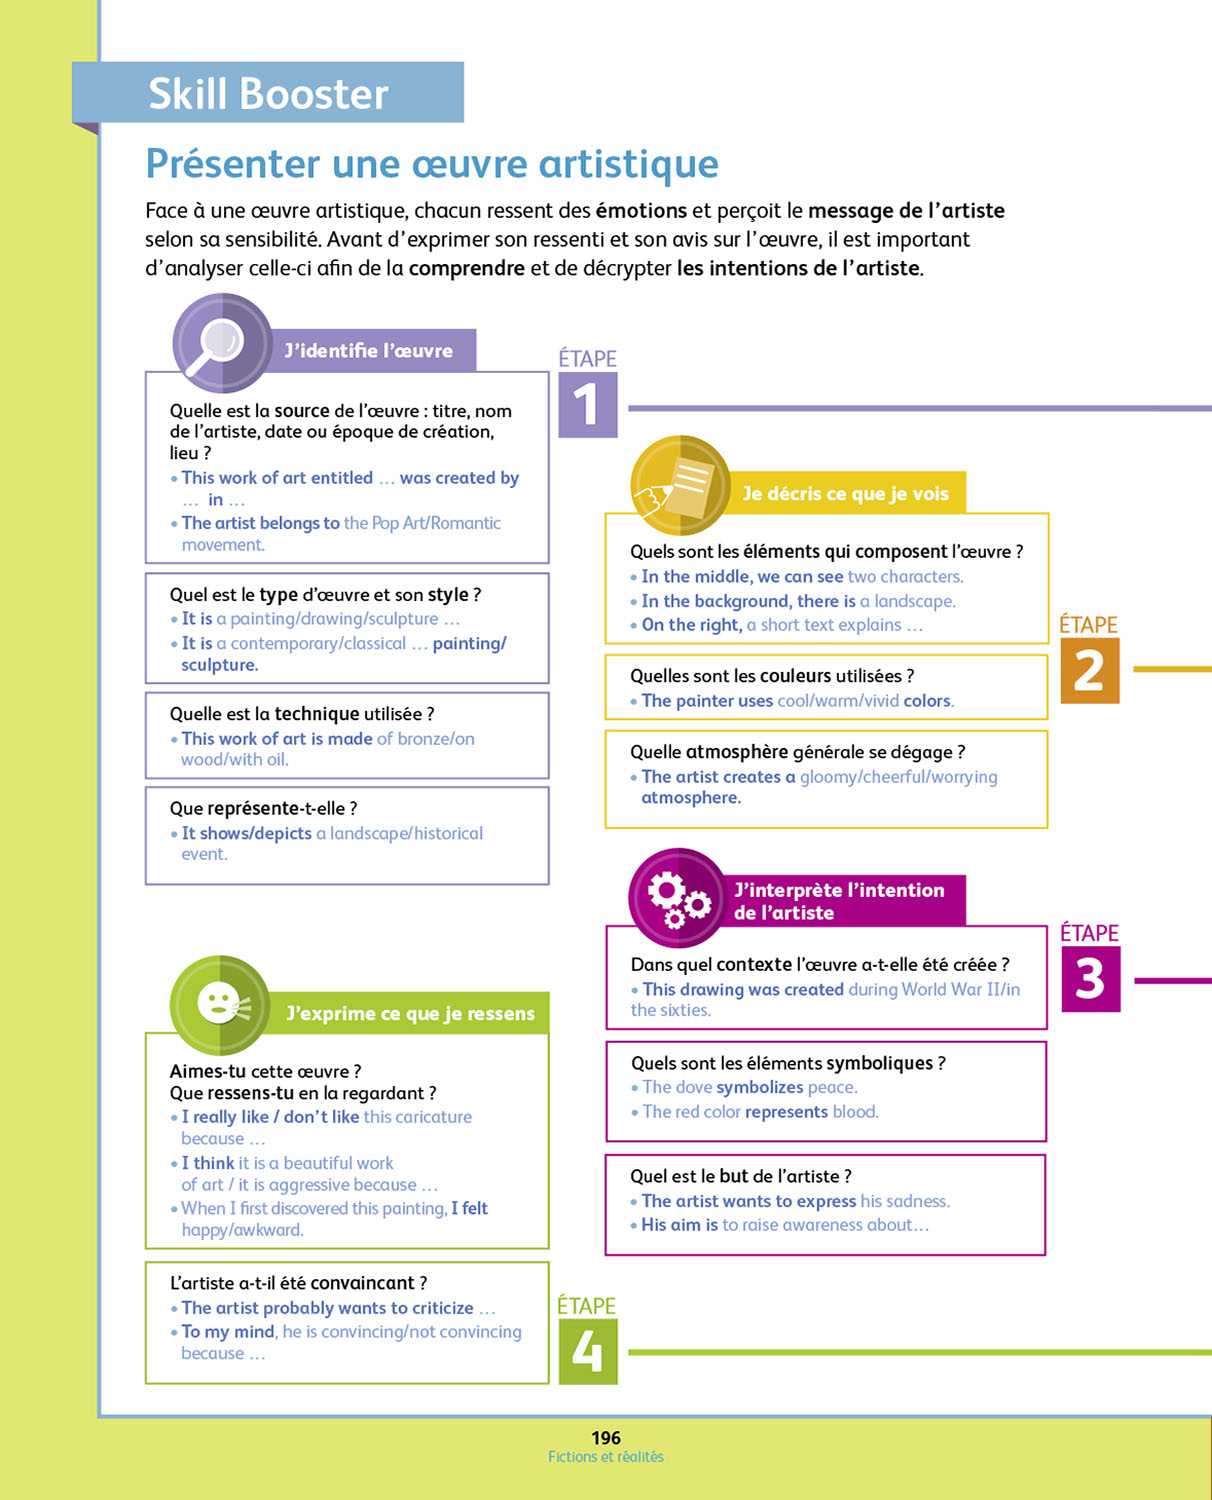 Skill Booster
Présenter une œuvre artistique
Face à une œuvre artistique, chacun ressent des émotions et perçoit le message de l’artiste
selon sa sensibilité. Avant d’exprimer son ressenti et son avis sur l’œuvre, il est important
d’analyser celle-ci afin de la comprendre et de décrypter les intentions de l’artiste.
J’identifie l’œuvre
ÉTAPE
1
Quelle est la source de l’œuvre : titre, nom
de l’artiste, date ou époque de création,
lieu ?
• This work of art entitled … was created by
… in …
• The artist belongs to the Pop Art/Romantic
movement.
Quel est le type d’œuvre et son style ?
• It is a painting/drawing/sculpture …
• It is a contemporary/classical … painting/
sculpture.
Quelle est la technique utilisée ?
• This work of art is made of bronze/on
wood/with oil.
Que représente-t-elle ?
• It shows/depicts a landscape/historical
event.
Je décris ce que je vois
Quels sont les éléments qui composent l’œuvre ?
• In the middle, we can see two characters.
• In the background, there is a landscape.
• On the right, a short text explains …
ÉTAPE
2
Quelles sont les couleurs utilisées ?
• The painter uses cool/warm/vivid colors.
Quelle atmosphère générale se dégage ?
• The artist creates a gloomy/cheerful/worrying
atmosphere.
J’interprète l’intention
de l’artiste
ÉTAPE
3
Dans quel contexte l’œuvre a-t-elle été créée ?
• This drawing was created during World War II/in
the sixties.
Quels sont les éléments symboliques ?
• The dove symbolizes peace.
• The red color represents blood.
Quel est le but de l’artiste ?
• The artist wants to express his sadness.
• His aim is to raise awareness about…
J’exprime ce que je ressens
Aimes-tu cette œuvre ?
Que ressens-tu en la regardant ?
• I really like / don’t like this caricature
because …
• I think it is a beautiful work
of art / it is aggressive because …
• When I first discovered this painting, I felt
happy/awkward.
L’artiste a-t-il été convaincant ?
• The artist probably wants to criticize …
• To my mind, he is convincing/not convincing
because …
ÉTAPE
4
196
Fictions et réalités